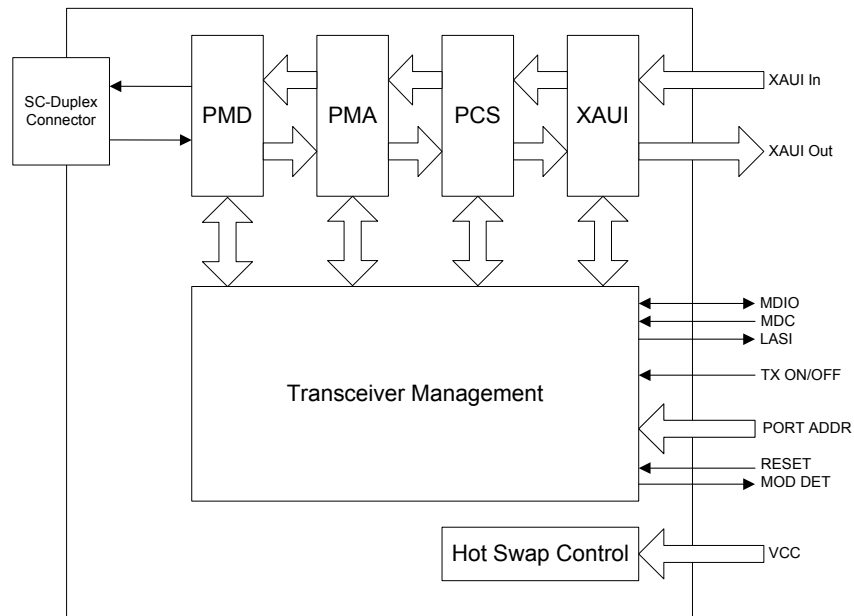 SC-Duplex
Connector
PMD
PMA
PCS
XAUI
XAUI In
XAUI Out
Transceiver Management
MDIO
MDC
LASI
TX ON/OFF
PORT ADDR
RESET
MOD DET
Hot Swap Control
VCC